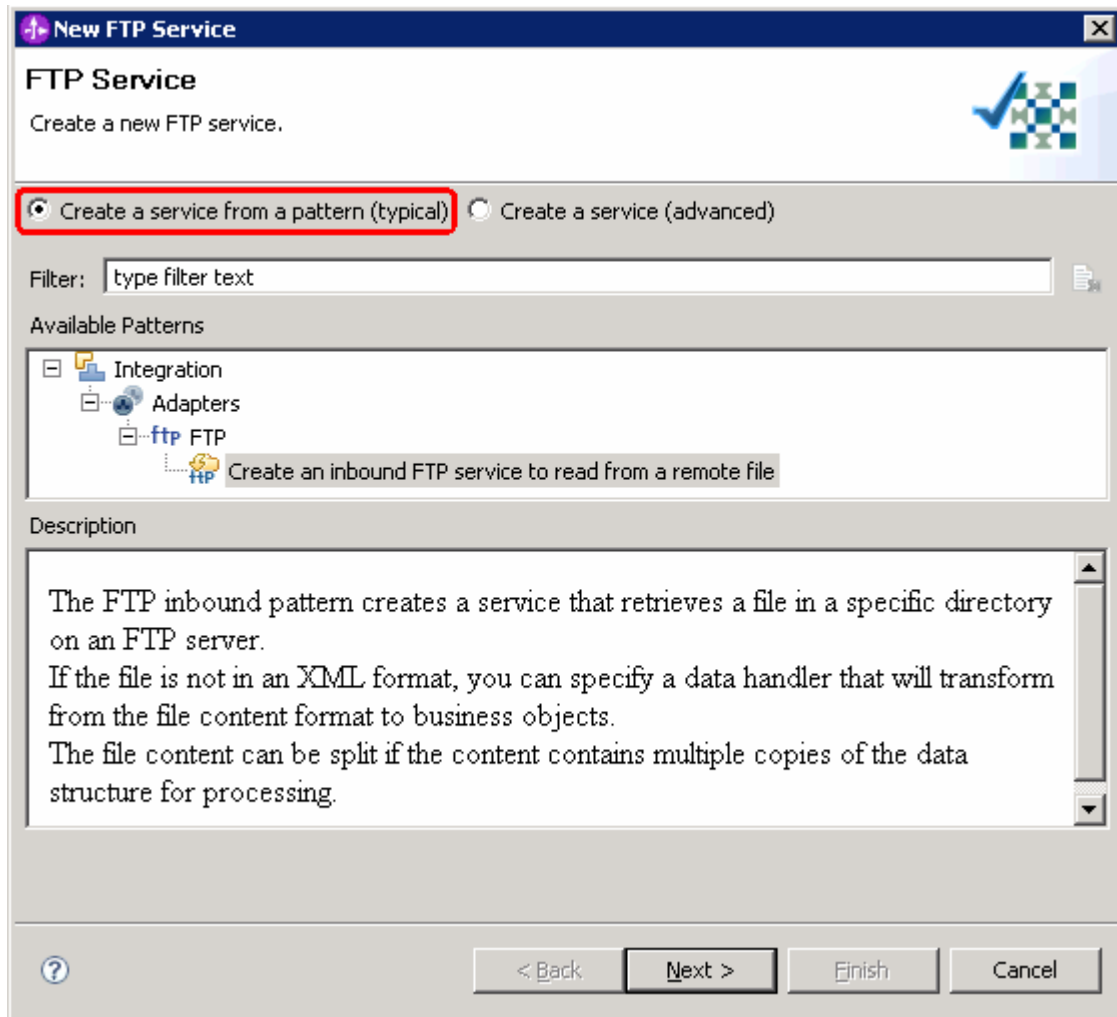 New FTP Service
FTP Service
Create a new FTP service.
Create a service from a pattern (typical) Create a service (advanced)
Filter: type filter text
Available Patterns
Integration
Adapters
ftp FTP
ftp Create an inbound FTP service to read from a remote file
Description
The FTP inbound pattern creates a service that retrieves a file in a specific directory
on an FTP server.
If the file is not in an XML format, you can specify a data handler that will transform
from the file content format to business objects.
The file content can be split if the content contains multiple copies of the data
structure for processing.
? < Back Next > Finish Cancel